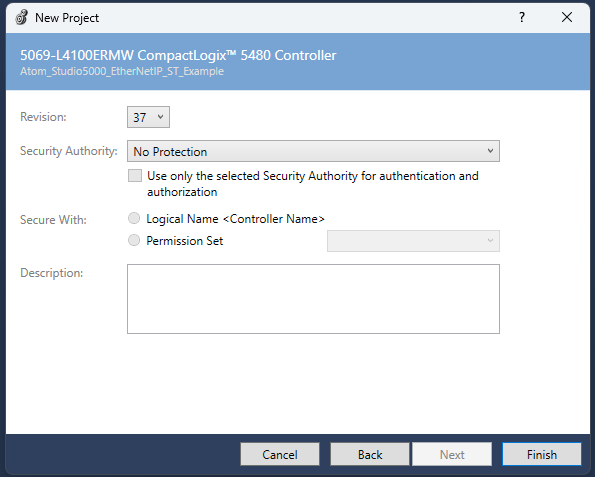 New Project
?
5069-L4100ERMW CompactLogix™ 5480 Controller
Atom_Studio5000_EtherNetIP_ST_Example
Revision:
37
Security Authority:
No Protection
Use only the selected Security Authority for authentication and
authorization
Secure With:
Logical Name <Controller Name>
Permission Set
Description:
Cancel
Back
Next
Finish